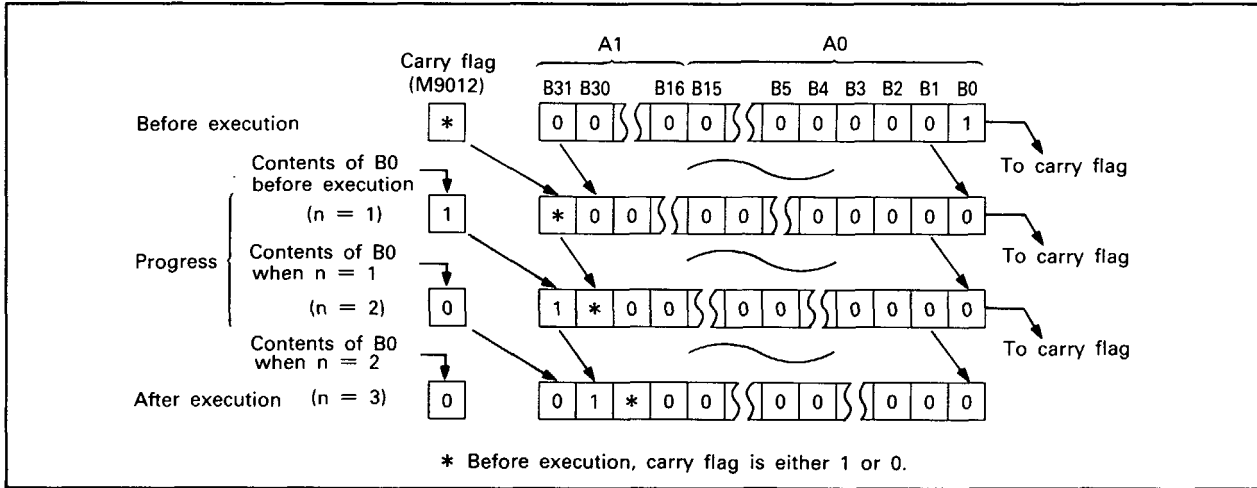 A1 A0
Carry flag
(M9012)
B31 B30 B16 B15 B5 B4 B3 B2 B1 B0
Before execution * 0 0 0 0 0 0 0 0 0 1
To carry flag
Contents of B0
before execution
(n = 1) 1 * 0 0 0 0 0 0 0 0 0
To carry flag
Progress
Contents of B0
when n = 1
(n = 2) 0 1 * 0 0 0 0 0 0 0 0
To carry flag
Contents of B0
when n = 2
After execution (n = 3) 0 0 1 * 0 0 0 0 0 0 0
* Before execution, carry flag is either 1 or 0.